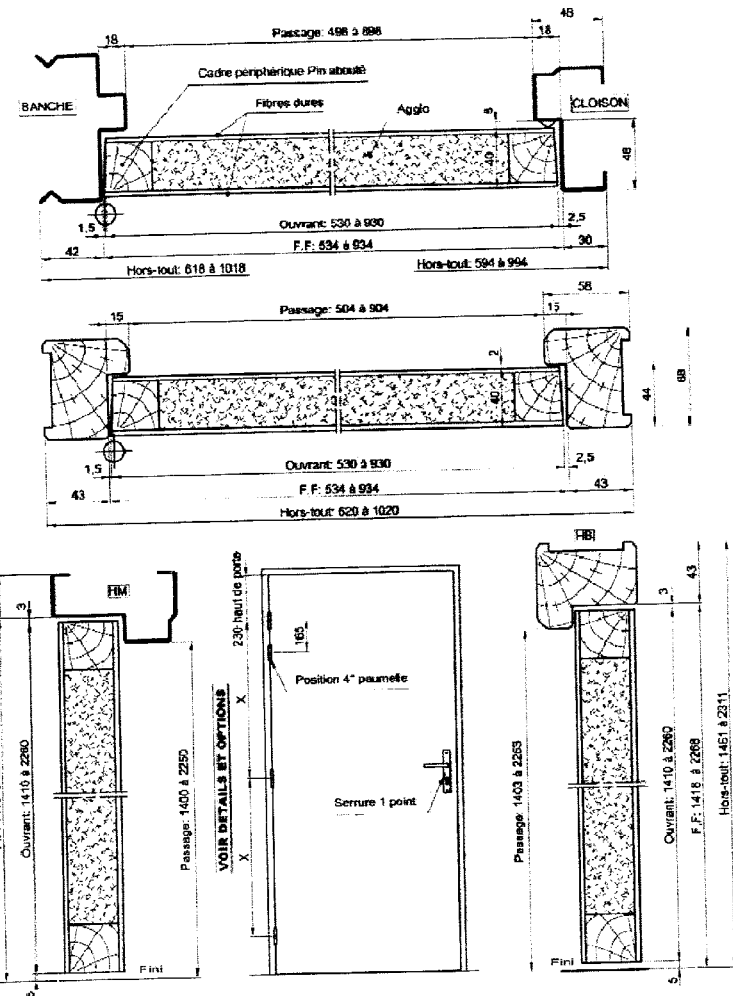 48
18
Passage: 498 à 898
18
Cadre périphérique Pin abouté
BANCHE
Fibres dures
Agglo
CLOISON
8
40
48
Ouvrant: 530 à 930
1,5
2,5
42
F.F: 534 à 934
30
Hors-tout: 618 à 1018
Hors-tout: 594 à 994
58
15
Passage: 504 à 904
15
2
40
44
68
Ouvrant: 530 à 930
1,5
2,5
43
F.F: 534 à 934
43
Hors-tout: 620 à 1020
HM
3
Ouvrant: 1410 à 2260
Passage: 1400 à 2250
Fini
5
230 haut de porte
165
Position 4° paumelle
X
VOIR DETAILS ET OPTIONS
Serrure 1 point
X
HB
43
3
Passage: 1403 à 2253
Ouvrant: 1410 à 2260
F.F: 1418 à 2268
Hors-tout: 1461 à 2311
Fini
5